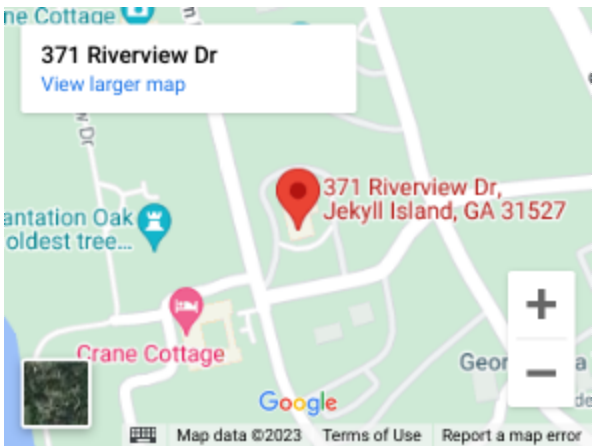 ne Cottage
371 Riverview Dr
View larger map
Dr
371 Riverview Dr,
Jekyll Island, GA 31527
antation Oak
oldest tree...
Crane Cottage
Geor
a
Google
Map data ©2023 Terms of Use Report a map error